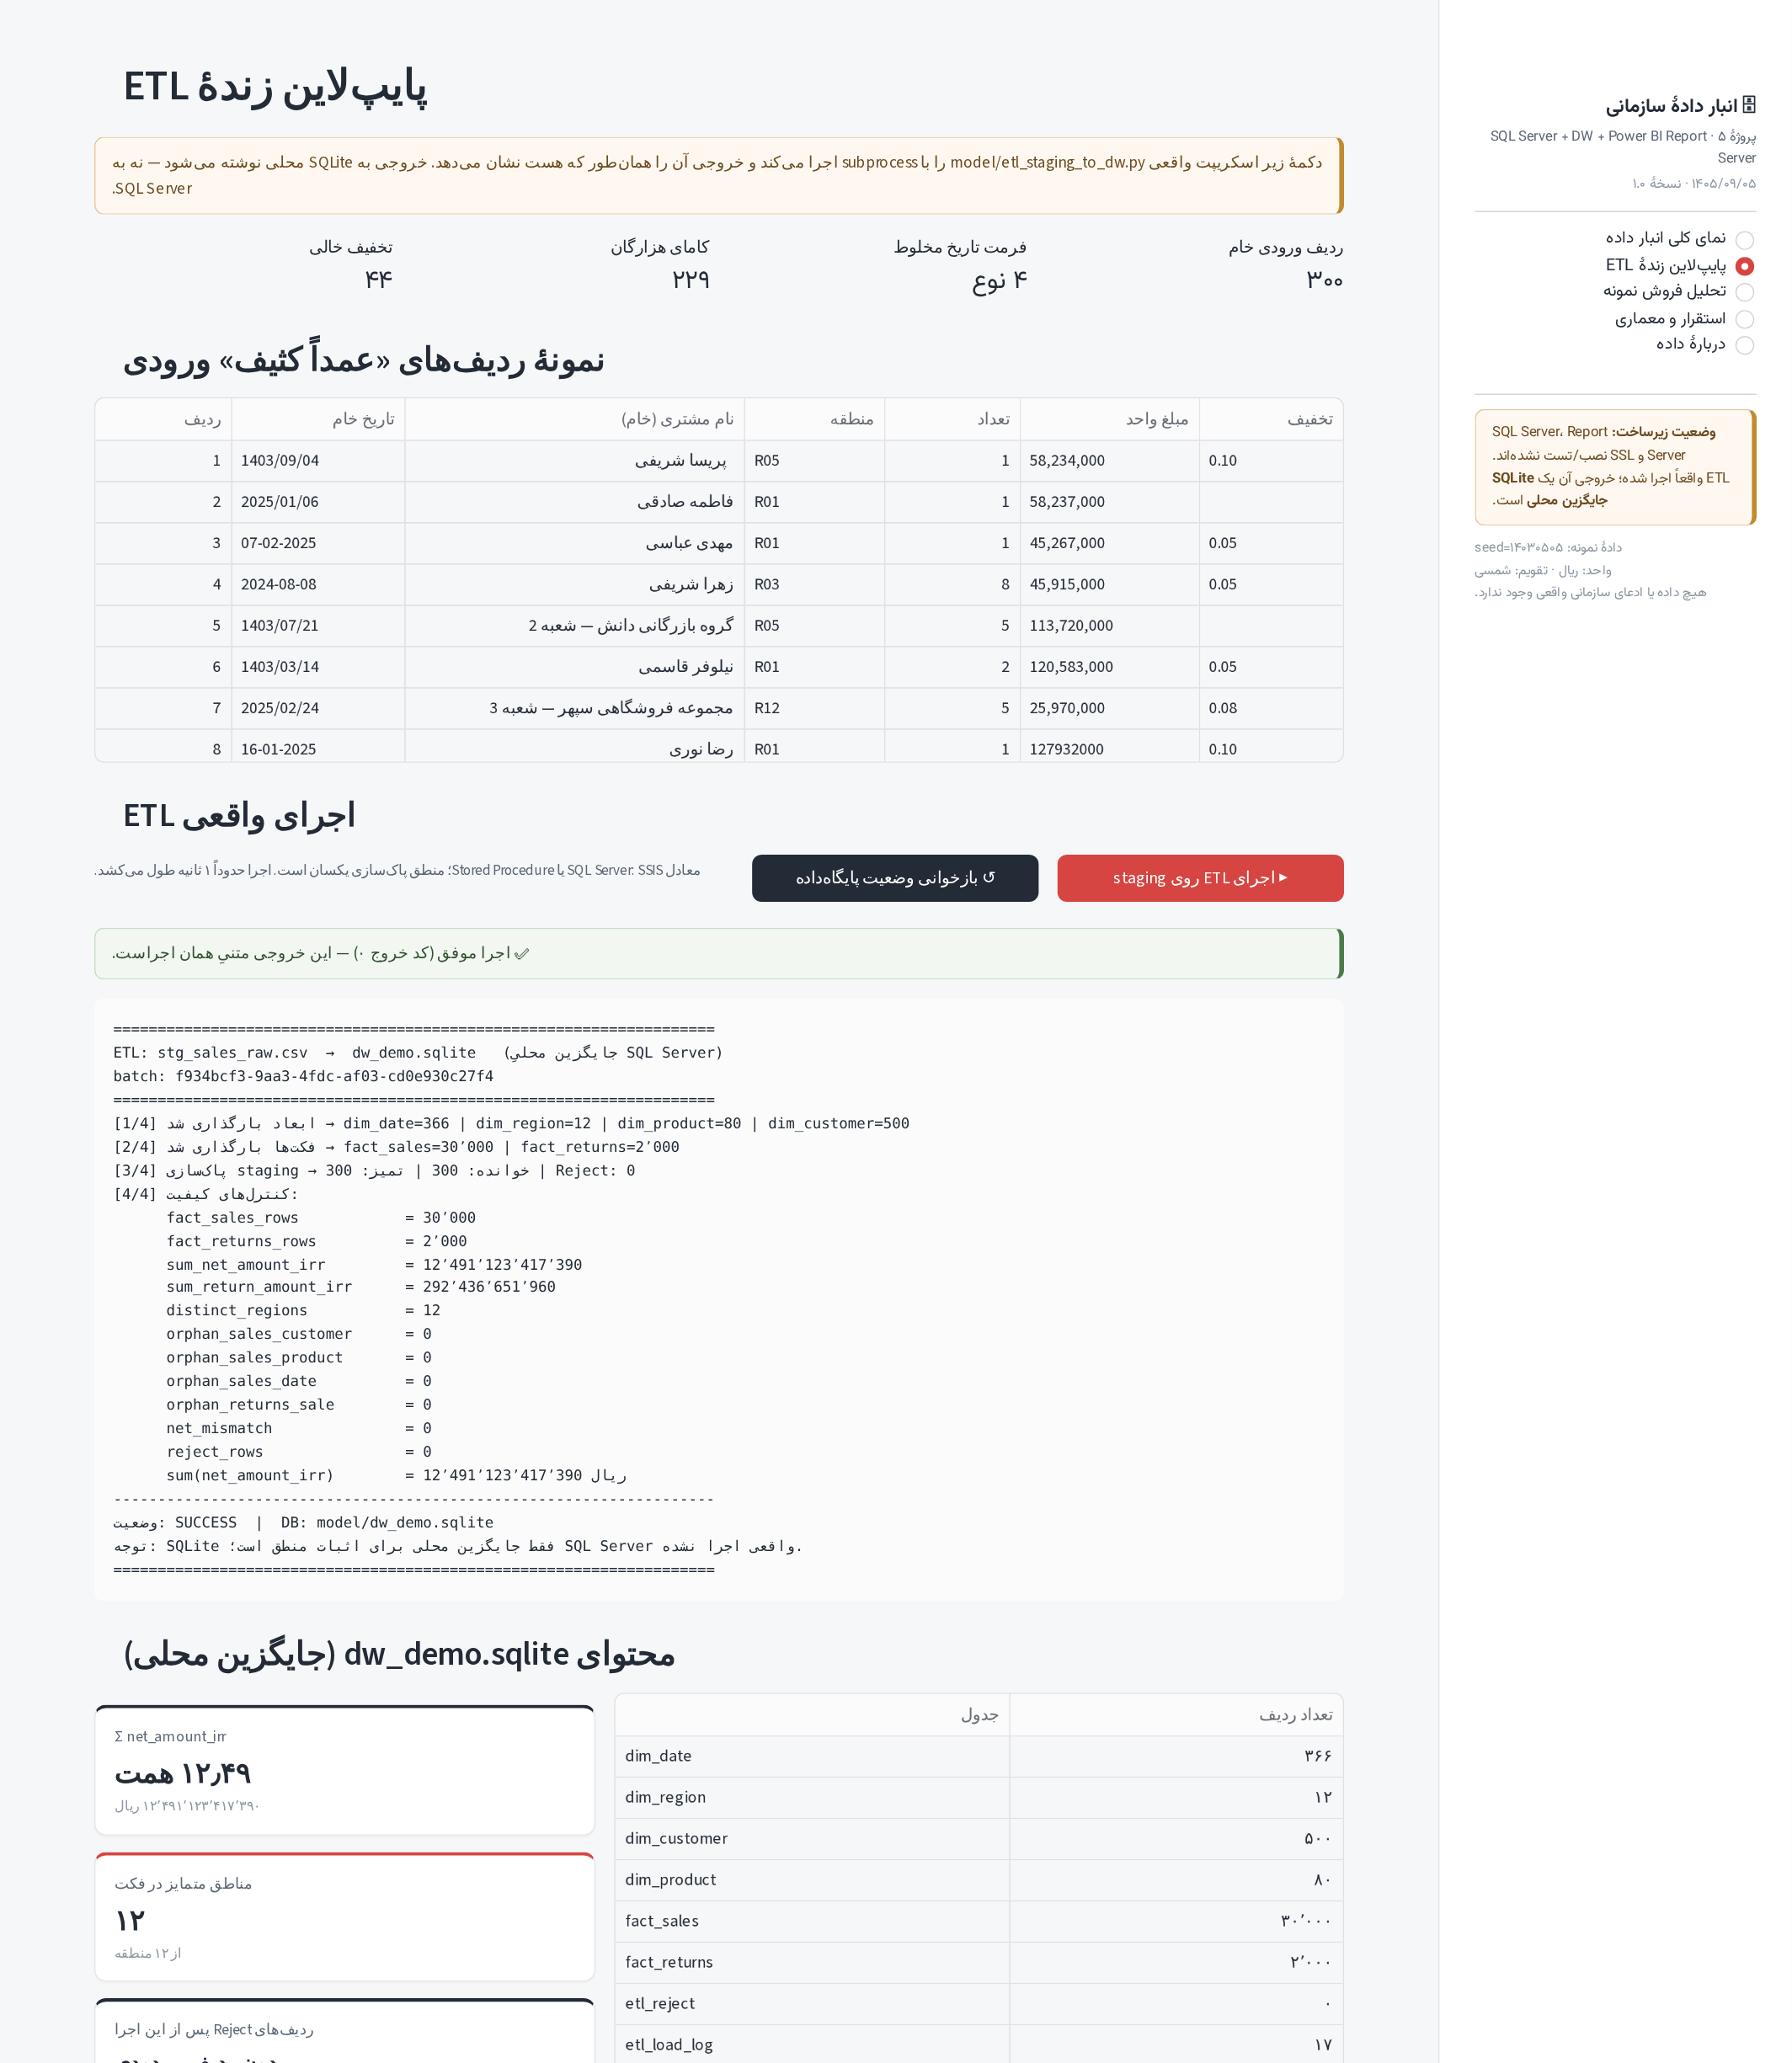 🗄 انبار دادهٔ سازمانی
پروژهٔ ۵ · SQL Server + DW + Power BI Report
Server
۱۴۰۵/۰۹/۰۵ · نسخهٔ ۱.۰
نمای کلی انبار داده
پایپ‌لاین زندهٔ ETL
تحلیل فروش نمونه
استقرار و معماری
دربارهٔ داده
وضعیت زیرساخت: SQL Server، Report
Server و SSL نصب/تست نشده‌اند.
ETL واقعاً اجرا شده؛ خروجی آن یک SQLite
جایگزین محلی است.
دادهٔ نمونه: seed=۱۴۰۳۰۵۰۵
واحد: ریال · تقویم: شمسی
هیچ داده یا ادعای سازمانی واقعی وجود ندارد.
پایپ‌لاین زندهٔ ETL
دکمهٔ زیر اسکریپت واقعی model/etl_staging_to_dw.py را با subprocess اجرا می‌کند و خروجی آن را همان‌طور که هست نشان می‌دهد. خروجی به SQLite محلی نوشته می‌شود — نه به
SQL Server.
ردیف ورودی خام	فرمت تاریخ مخلوط	کامای هزارگان	تخفیف خالی
۳۰۰	۴ نوع	۲۲۹	۴۴
نمونهٔ ردیف‌های «عمداً کثیف» ورودی
ردیف	تاریخ خام	نام مشتری (خام)	منطقه	تعداد	مبلغ واحد	تخفیف
1	1403/09/04	پریسا شریفی	R05	1	58,234,000	0.10
2	2025/01/06	فاطمه صادقی	R01	1	58,237,000
3	07-02-2025	مهدی عباسی	R01	1	45,267,000	0.05
4	2024-08-08	زهرا شریفی	R03	8	45,915,000	0.05
5	1403/07/21	گروه بازرگانی دانش — شعبه 2	R05	5	113,720,000
6	1403/03/14	نیلوفر قاسمی	R01	2	120,583,000	0.05
7	2025/02/24	مجموعه فروشگاهی سپهر — شعبه 3	R12	5	25,970,000	0.08
8	16-01-2025	رضا نوری	R01	1	127932000	0.10
اجرای واقعی ETL
▸ اجرای ETL روی staging
↺ بازخوانی وضعیت پایگاه‌داده
معادل SQL Server: SSIS یا Stored Procedure؛ منطق پاک‌سازی یکسان است. اجرا حدوداً ۱ ثانیه طول می‌کشد.
✅ اجرا موفق (کد خروج ۰) — این خروجی متنیِ همان اجراست.
====================================================================
ETL: stg_sales_raw.csv → dw_demo.sqlite (جایگزین محلیِ SQL Server)
batch: f934bcf3-9aa3-4fdc-af03-cd0e930c27f4
====================================================================
[1/4] ابعاد بارگذاری شد → dim_date=366 | dim_region=12 | dim_product=80 | dim_customer=500
[2/4] فکت‌ها بارگذاری شد → fact_sales=30٬000 | fact_returns=2٬000
[3/4] پاک‌سازی staging → خوانده: 300 | تمیز: 300 | Reject: 0
[4/4] کنترل‌های کیفیت:
fact_sales_rows = 30٬000
fact_returns_rows = 2٬000
sum_net_amount_irr = 12٬491٬123٬417٬390
sum_return_amount_irr = 292٬436٬651٬960
distinct_regions = 12
orphan_sales_customer = 0
orphan_sales_product = 0
orphan_sales_date = 0
orphan_returns_sale = 0
net_mismatch = 0
reject_rows = 0
sum(net_amount_irr) = 12٬491٬123٬417٬390 ریال
--------------------------------------------------------------------
وضعیت: SUCCESS | DB: model/dw_demo.sqlite
توجه: SQLite فقط جایگزین محلی برای اثبات منطق است؛ SQL Server واقعی اجرا نشده.
====================================================================
محتوای dw_demo.sqlite (جایگزین محلی)
تعداد ردیف	جدول
۳۶۶	dim_date
۱۲	dim_region
۵۰۰	dim_customer
۸۰	dim_product
۳۰٬۰۰۰	fact_sales
۲٬۰۰۰	fact_returns
۰	etl_reject
۱۷	etl_load_log
Σ net_amount_irr
۱۲٫۴۹ همت
۱۲٬۴۹۱٬۱۲۳٬۴۱۷٬۳۹۰ ریال
مناطق متمایز در فکت
۱۲
از ۱۲ منطقه
ردیف‌های Reject پس از این اجرا